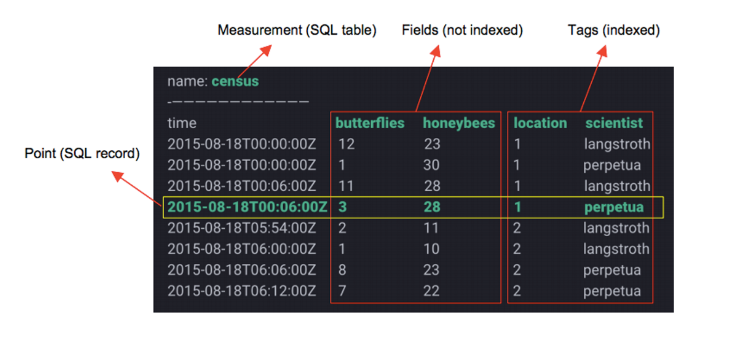 Measurement (SQL table) Fields (not indexed) Tags (indexed)
name: census
-------------
time butterflies honeybees location scientist
2015-08-18T00:00:00Z 12 23 1 langstroth
2015-08-18T00:00:00Z 1 30 1 perpetua
2015-08-18T00:06:00Z 11 28 1 langstroth
Point (SQL record)
2015-08-18T00:06:00Z 3 28 1 perpetua
2015-08-18T05:54:00Z 2 11 2 langstroth
2015-08-18T06:00:00Z 1 10 2 langstroth
2015-08-18T06:06:00Z 8 23 2 perpetua
2015-08-18T06:12:00Z 7 22 2 perpetua